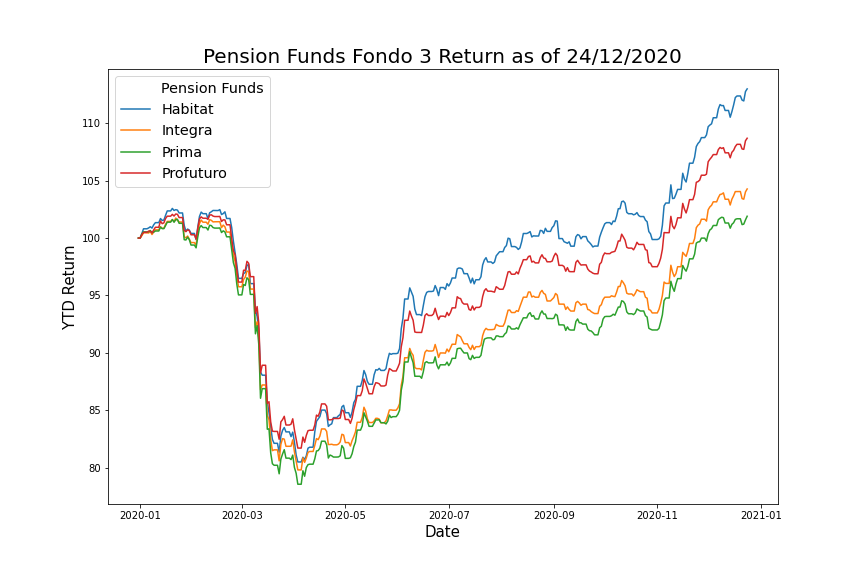 Pension Funds Fondo 3 Return as of 24/12/2020
Pension Funds
Habitat
Integra
Prima
Profuturo
YTD Return
110
105
100
95
90
85
80
2020-01 2020-03 2020-05 2020-07 2020-09 2020-11 2021-01
Date